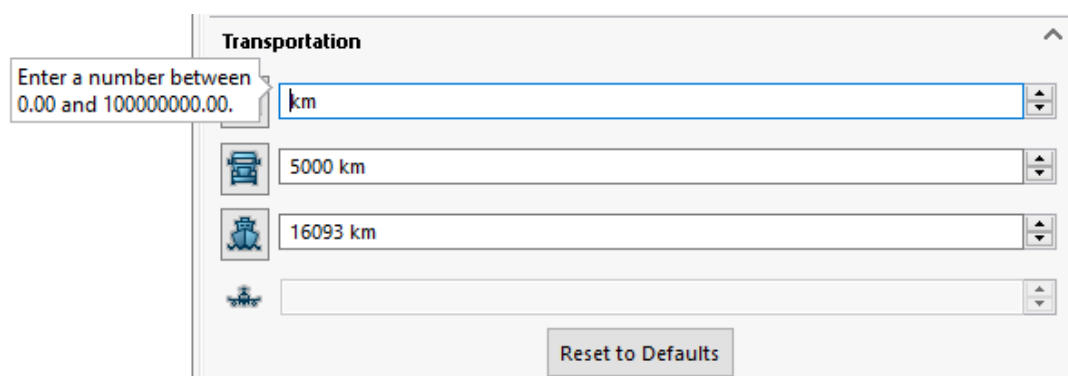 Transportation
Enter a number between
0.00 and 100000000.00.
km
5000 km
16093 km
Reset to Defaults